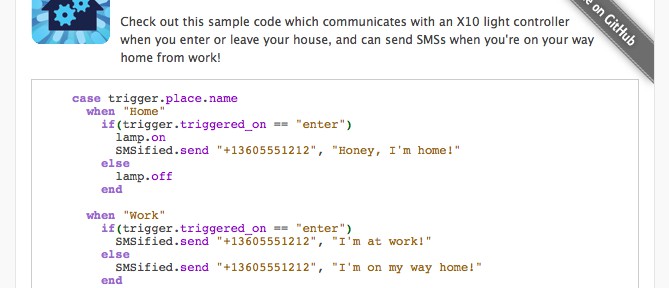 Check out this sample code which communicates with an X10 light controller
when you enter or leave your house, and can send SMSs when you're on your way
home from work!
on GitHub
case trigger.place.name
when "Home"
if(trigger.triggered_on == "enter")
lamp.on
SMSified.send "+13605551212", "Honey, I'm home!"
else
lamp.off
end
when "Work"
if(trigger.triggered_on == "enter")
SMSified.send "+13605551212", "I'm at work!"
else
SMSified.send "+13605551212", "I'm on my way home!"
end